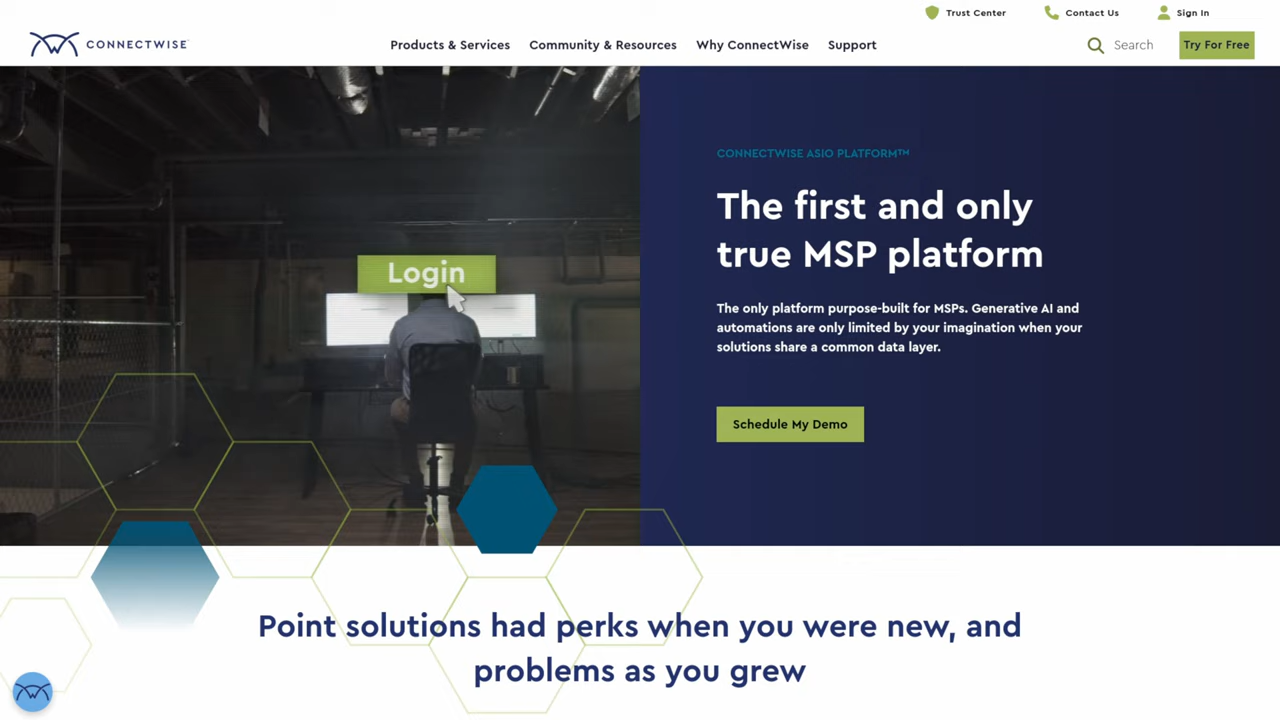 Trust Center
Contact Us
Sign In
CONNECTWISE
Products & Services
Community & Resources
Why ConnectWise
Support
Search
Try For Free
Login
CONNECTWISE ASIO PLATFORM™
The first and only
true MSP platform
The only platform purpose-built for MSPs. Generative AI and
automations are only limited by your imagination when your
solutions share a common data layer.
Schedule My Demo
Point solutions had perks when you were new, and
problems as you grew